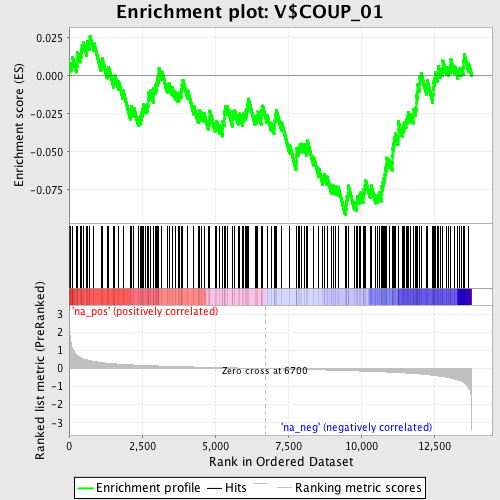 Enrichment plot: V$COUP_01
Enrichment score (ES)
0.025
0.000
-0.025
-0.050
-0.075
Ranked list metric (PreRanked)
'na_pos' (positively correlated)
3
2
1
0
-1
-2
-3
Zero cross at 6700
'na_neg' (negatively correlated)
0
2,500
5,000
7,500
10,000
12,500
Rank in Ordered Dataset
Enrichment profile
Hits
Ranking metric scores